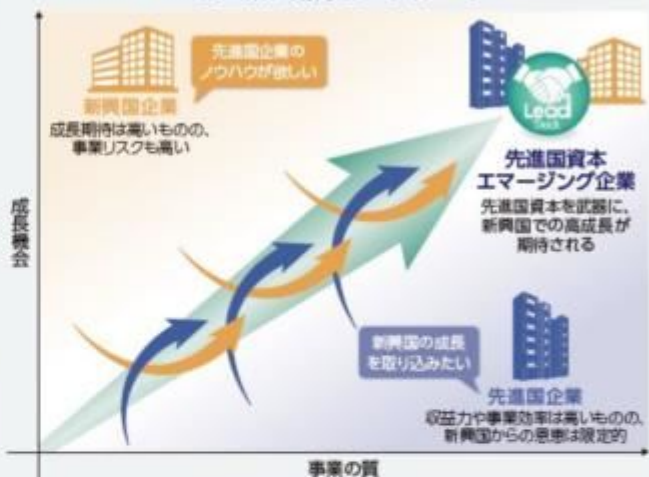 先進国企業の
ノウハウが欲しい
新興国企業
成長期待は高いものの、
事業リスクも高い
Lead
先進国資本
エマージング企業
先進国資本を武器に、
新興国での高成長が
期待される
成長機会
新興国の成長
を取り込みたい
先進国企業
収益力や事業効率は高いものの、
新興国からの恩恵は限定的
事業の質